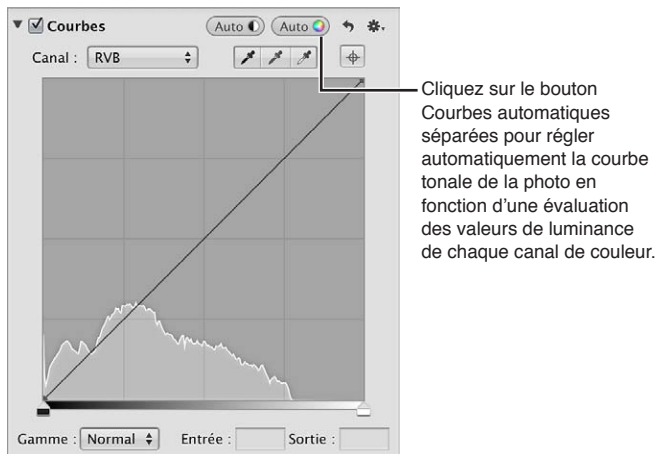 Courbes
Auto
Auto
Canal : RVB
Cliquez sur le bouton
Courbes automatiques
séparées pour régler
automatiquement la courbe
tonale de la photo en
fonction d'une évaluation
des valeurs de luminance
de chaque canal de couleur.
Gamme : Normal Entrée : Sortie :